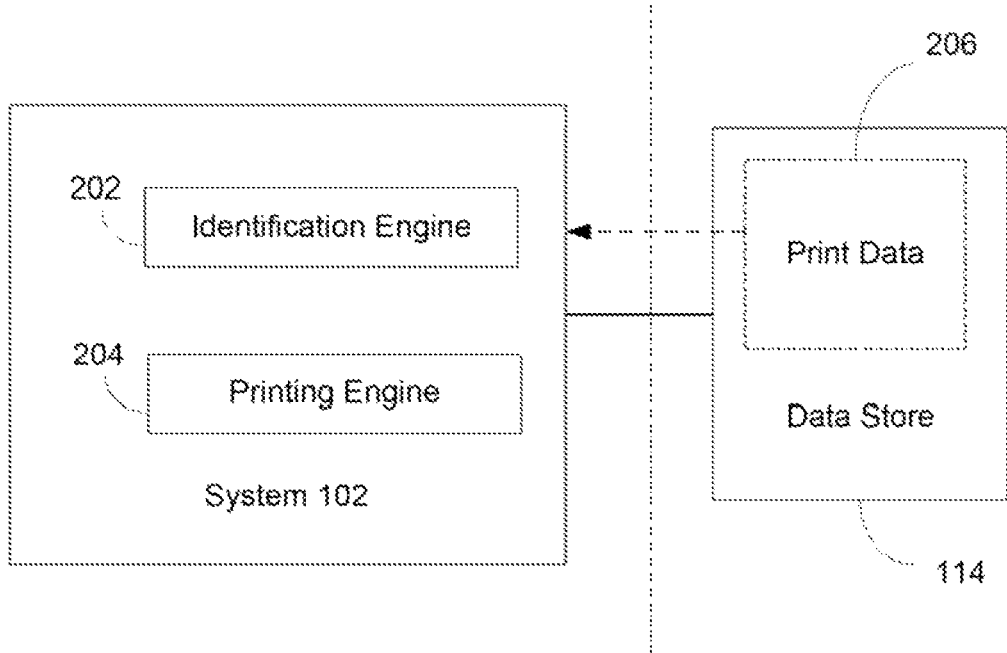 206
202
Identification Engine
Print Data
204
Printing Engine
Data Store
System 102
114